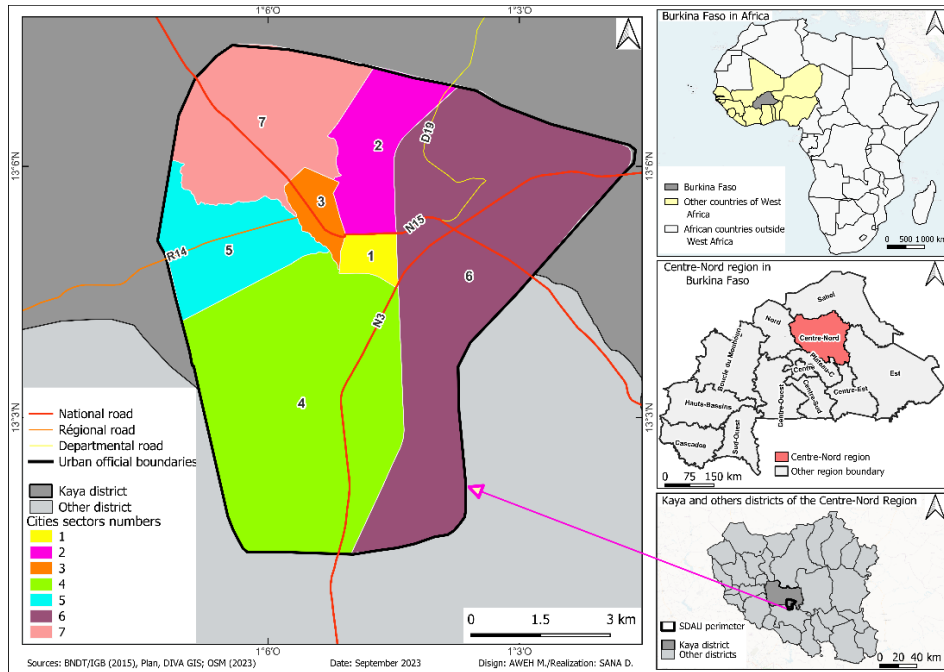 1°6'0
1°3'0
13°6'N
13°3'N
13°6'N
13°3'N
1°6'0
1°3'0
7
2
D19
3
N15
R14
5
1
6
N3
4
National road
Régional road
Departmental road
Urban official boundaries
Kaya district
Other district
Cities sectors numbers
1
2
3
4
5
6
7
0 1.5 3 km
Sources: BNDT/IGB (2015), Plan, DIVA GIS; OSM (2023) Date: September 2023 Disign: AWEH M./Realization: SANA D.
Burkina Faso in Africa
Burkina Faso
Other countries of West
Africa
African countries outside
West Africa
0 500 1 000 km
Centre-Nord region in
Burkina Faso
Sahel
Nord
Centre-Nord
Boucle du Mouhoun
Plateau-C
Centre
Est
Centre-Est
Centre-Sud
Centre-Ouest
Hauts-Bassins
Sud-Ouest
Cascades
Centre-Nord region
Other region boundary
0 75 150 km
Kaya and others districts of the Centre-Nord Region
SDAU perimeter
Kaya district
Other districts
0 20 40 km